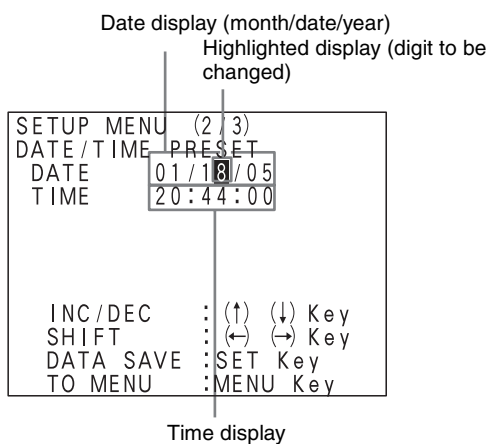 Date display (month/date/year)
Highlighted display (digit to be
changed)
SETUP MENU (2/3)
DATE/TIME PRESET
DATE 01/18/05
TIME 20:44:00
INC/DEC : (↑) (↓) Key
SHIFT : (←) (→) Key
DATA SAVE :SET Key
TO MENU :MENU Key
Time display